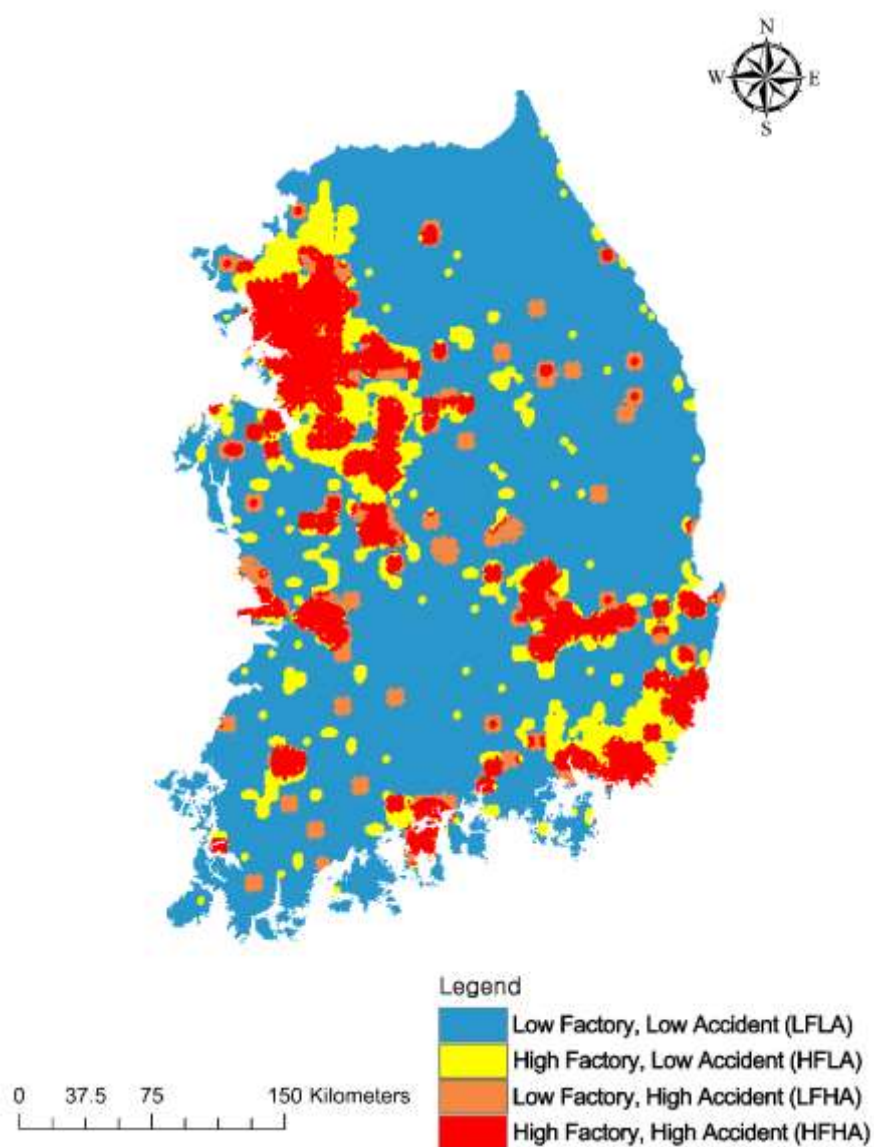 N
W E
S
Legend
Low Factory, Low Accident (LFLA)
High Factory, Low Accident (HFLA)
Low Factory, High Accident (LFHA)
High Factory, High Accident (HFHA)
0 37.5 75 150 Kilometers